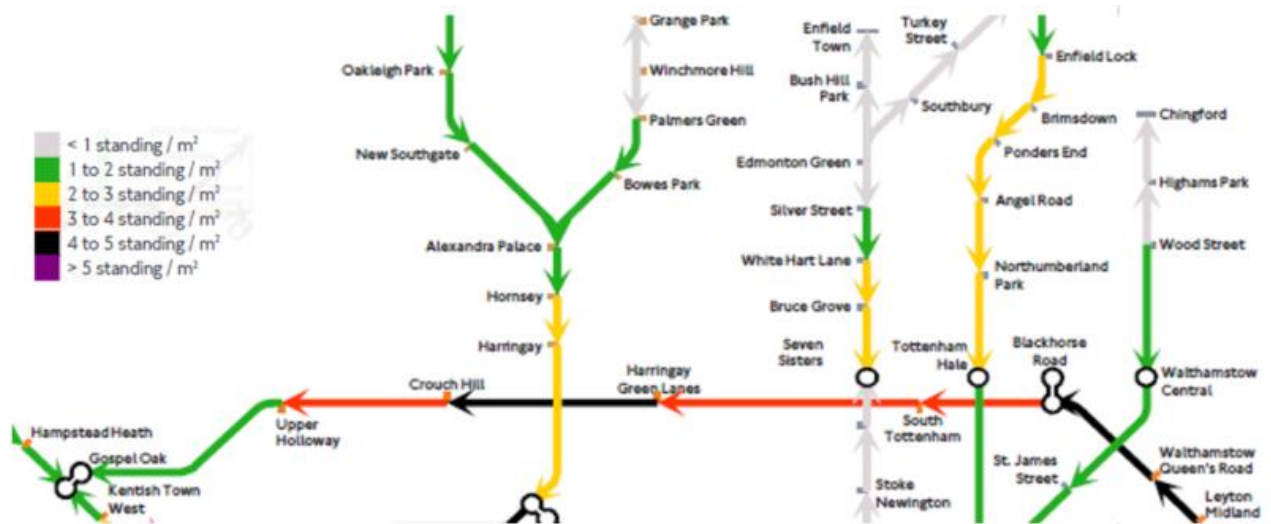 Grange Park
Enfield
Town
Turkey
Street
Oakleigh Park
Winchmore Hill
Enfield Lock
Bush Hill
Park
Southbury
Brimsdown
Chingford
Palmers Green
< 1 standing / m²
1 to 2 standing / m²
2 to 3 standing / m²
3 to 4 standing / m²
4 to 5 standing / m²
> 5 standing / m²
New Southgate
Edmonton Green
Ponders End
Bowes Park
Highams Park
Angel Road
Silver Street
Alexandra Palace
Wood Street
White Hart Lane
Northumberland
Park
Hornsey
Bruce Grove
Harringay
Seven
Sisters
Tottenham
Hale
Blackhorse
Road
Crouch Hill
Harringay
Green Lanes
Walthamstow
Central
Upper
Holloway
South
Tottenham
Hampstead Heath
Gospel Oak
Kentish Town
West
St. James
Street
Walthamstow
Queen's Road
Stoke
Newington
Leyton
Midland